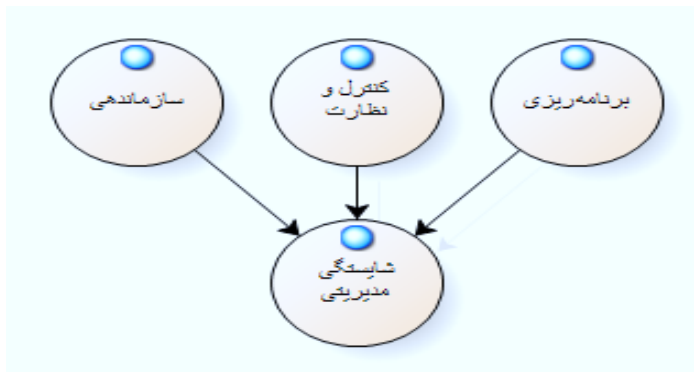 برنامه‌ریزی
کنترل و
نظارت
سازماندهی
شایستگی
مدیریتی